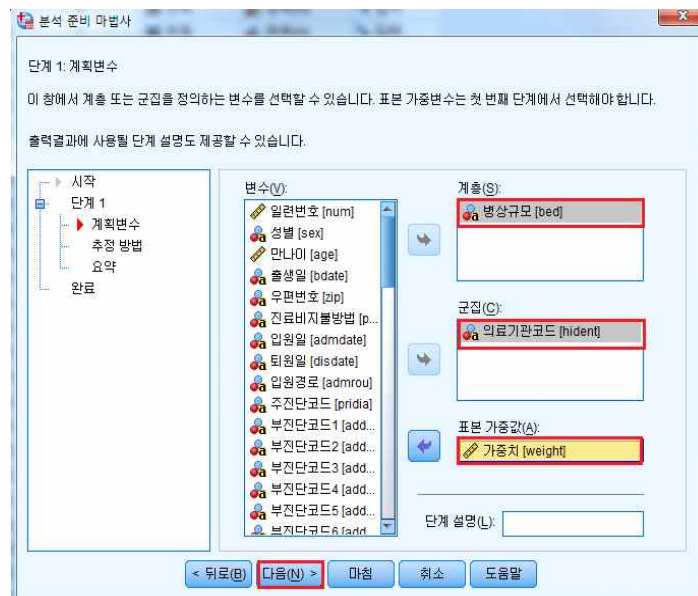 분석 준비 마법사
단계 1: 계획변수
이 창에서 계층 또는 군집을 정의하는 변수를 선택할 수 있습니다. 표본 가중변수는 첫 번째 단계에서 선택해야 합니다.
출력결과에 사용될 단계 설명도 제공할 수 있습니다.
시작
단계 1
계획변수
추정 방법
요약
완료
변수(V):
일련번호 [num]
성별 [sex]
만나이 [age]
출생일 [bdate]
우편번호 [zip]
진료비지불방법 [p...
입원일 [admdate]
퇴원일 [disdate]
입원경로 [admrou]
주진단코드 [pridia]
부진단코드1 [add...
부진단코드2 [add...
부진단코드3 [add...
부진단코드4 [add...
부진단코드5 [add...
부진단코드6 [add...
계층(S):
병상규모 [bed]
군집(C):
의료기관코드 [hident]
표본 가중값(A):
가중치 [weight]
단계 설명(L):
< 뒤로(B)
다음(N) >
마침
취소
도움말